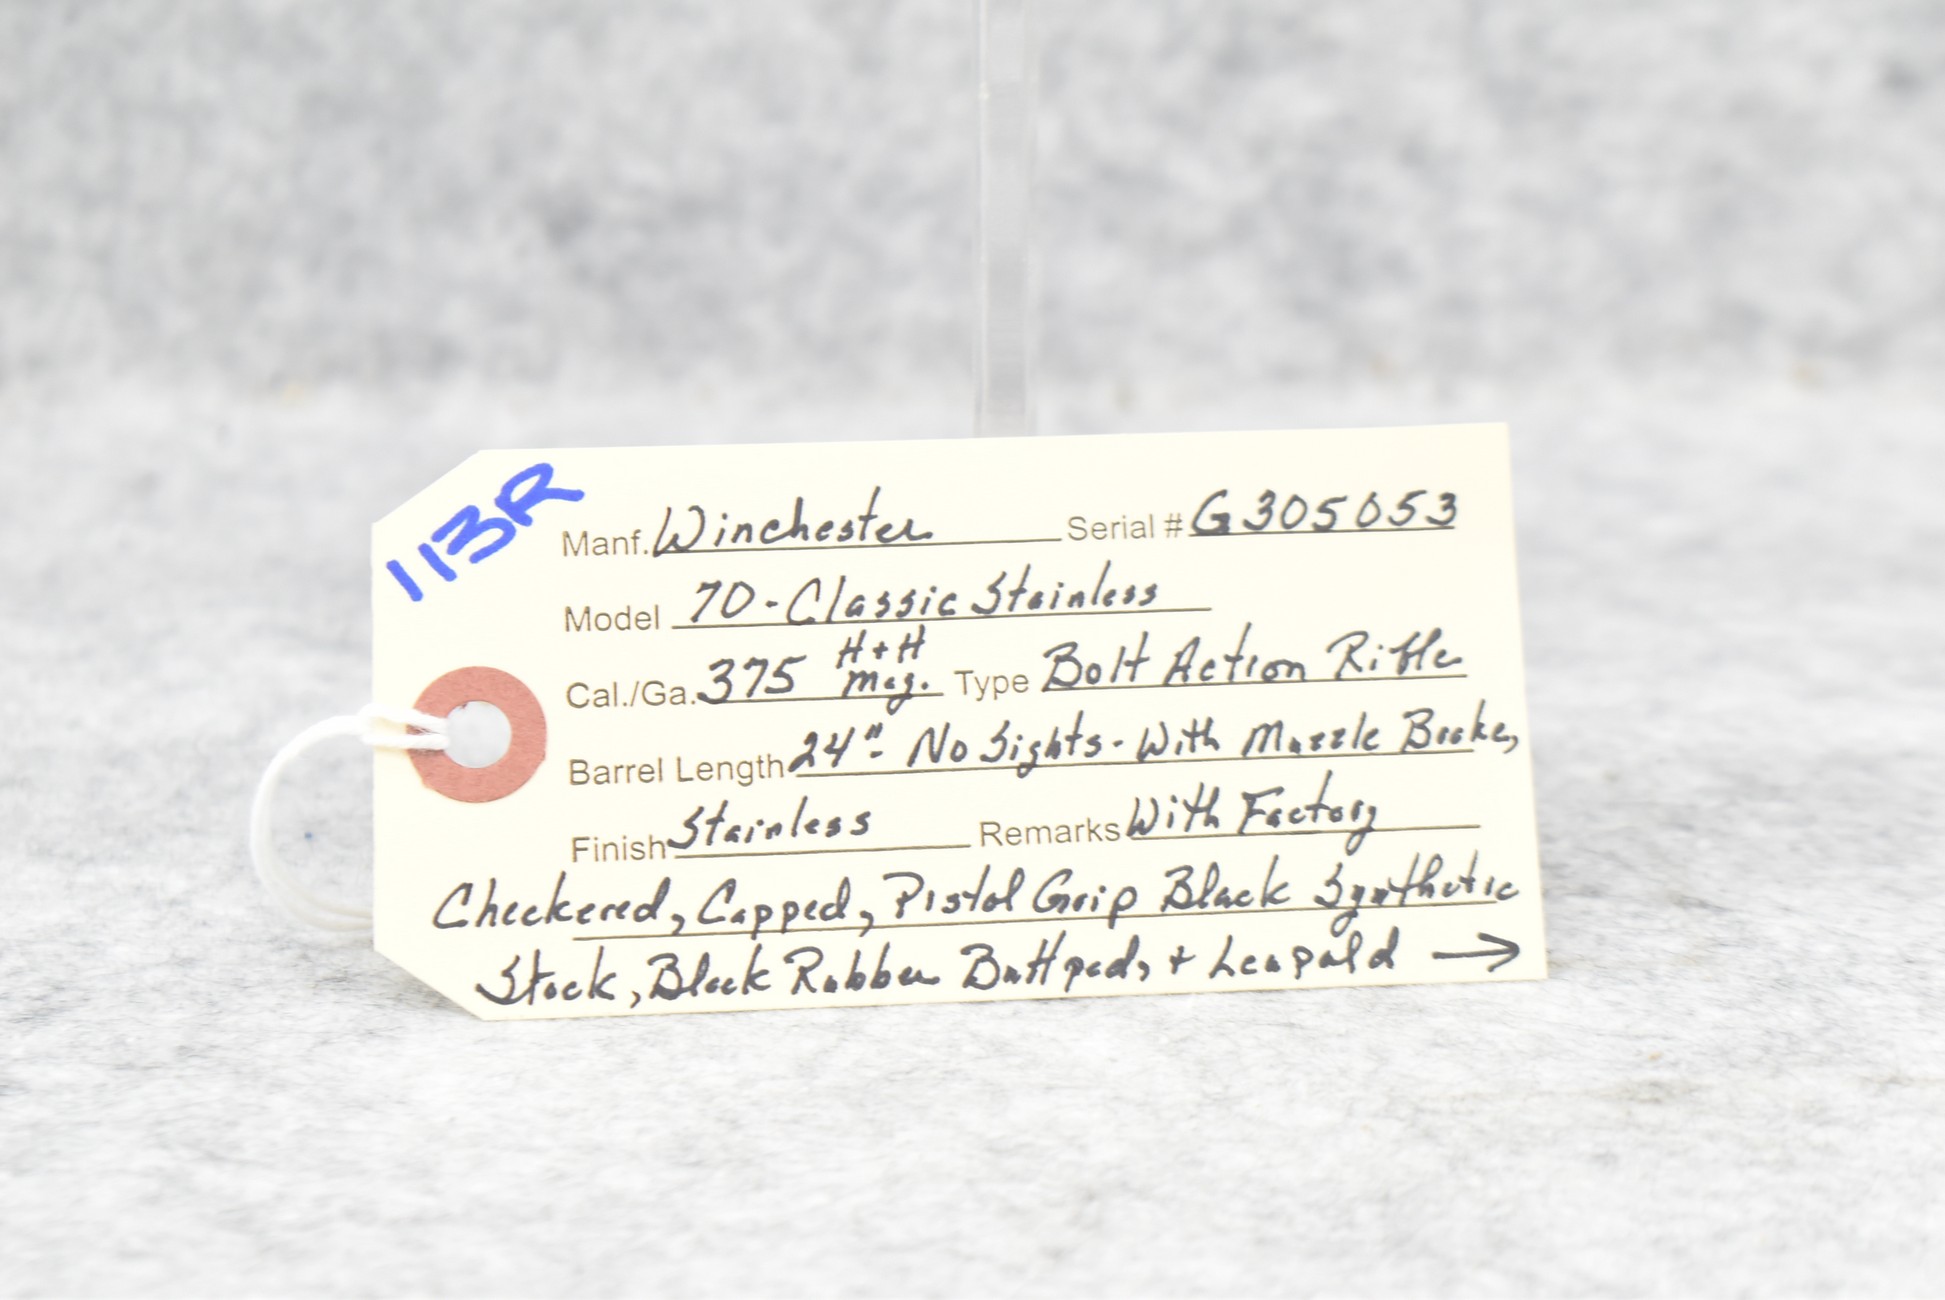 113R
Manf. Winchester Serial # G305053
Model 70-Classic Stainless
Cal./Ga. 375 H+H Mag. Type Bolt Action Rifle
Barrel Length 24"- No Sights - With Muzzle Brake,
Finish Stainless Remarks With Factory
Checkered, Capped, Pistol Grip Black Synthetic
Stock, Black Rubber Buttpad, + Leupold →